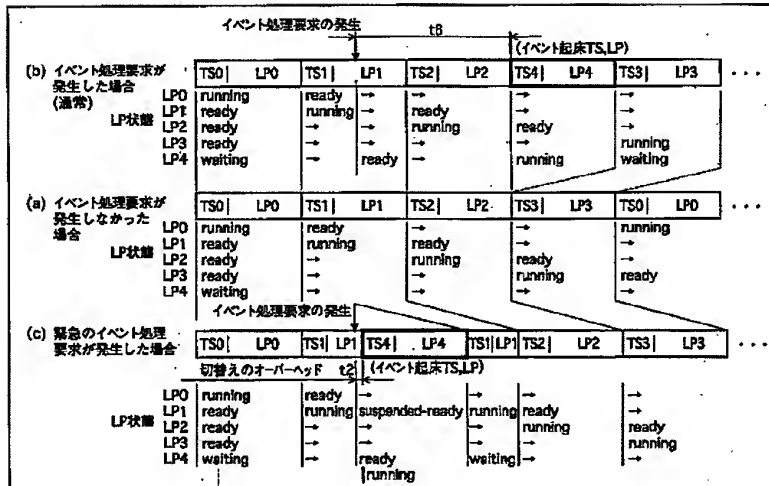 イベント処理要求の発生 t8
(イベント起床TS,LP)
(b) イベント処理要求が発生した場合(通常) TS0| LP0 TS1| LP1 TS2| LP2 TS4| LP4 TS3| LP3 ・・・
LP状態
LP0 running ready → → → →
LP1 ready running → ready → →
LP2 ready → → running ready →
LP3 ready → → → → running
LP4 waiting → ready → running waiting
(a) イベント処理要求が発生しなかった場合 TS0| LP0 TS1| LP1 TS2| LP2 TS3| LP3 TS0| LP0 ・・・
LP状態
LP0 running ready → → running
LP1 ready running ready → →
LP2 ready → running ready →
LP3 ready → → running ready
LP4 waiting → → → →
イベント処理要求の発生
(c) 緊急のイベント処理要求が発生した場合 TS0| LP0 TS1| LP1 TS4| LP4 TS1|LP1 TS2| LP2 TS3| LP3 ・・・
切替えのオーバーヘッド t2 (イベント起床TS,LP)
LP状態
LP0 running ready → → → →
LP1 ready running suspended-ready running ready →
LP2 ready → → → running ready
LP3 ready → → → → running
LP4 waiting → ready waiting → →
running